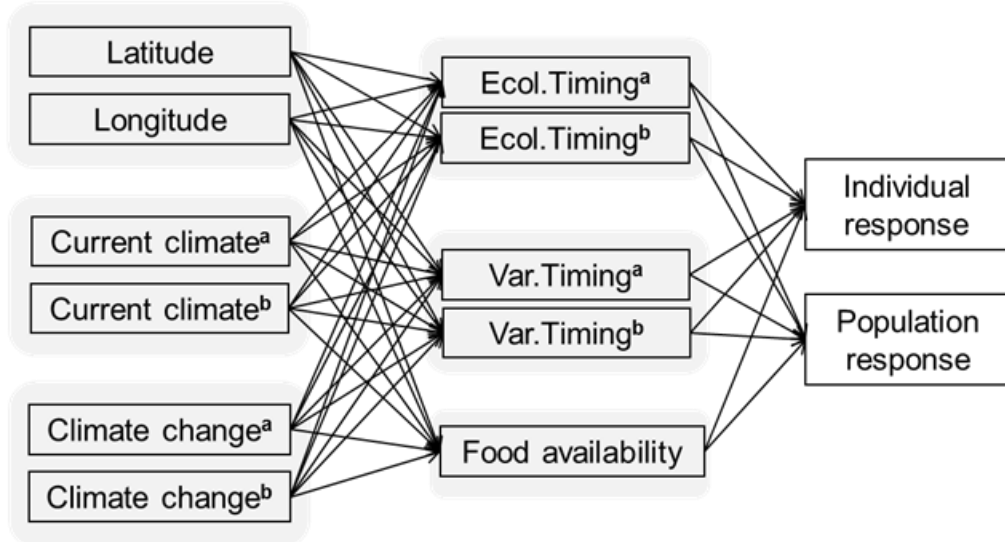 Latitude
Longitude
Current climateᵃ
Current climateᵇ
Climate changeᵃ
Climate changeᵇ
Ecol.Timingᵃ
Ecol.Timingᵇ
Var.Timingᵃ
Var.Timingᵇ
Food availability
Individual
response
Population
response